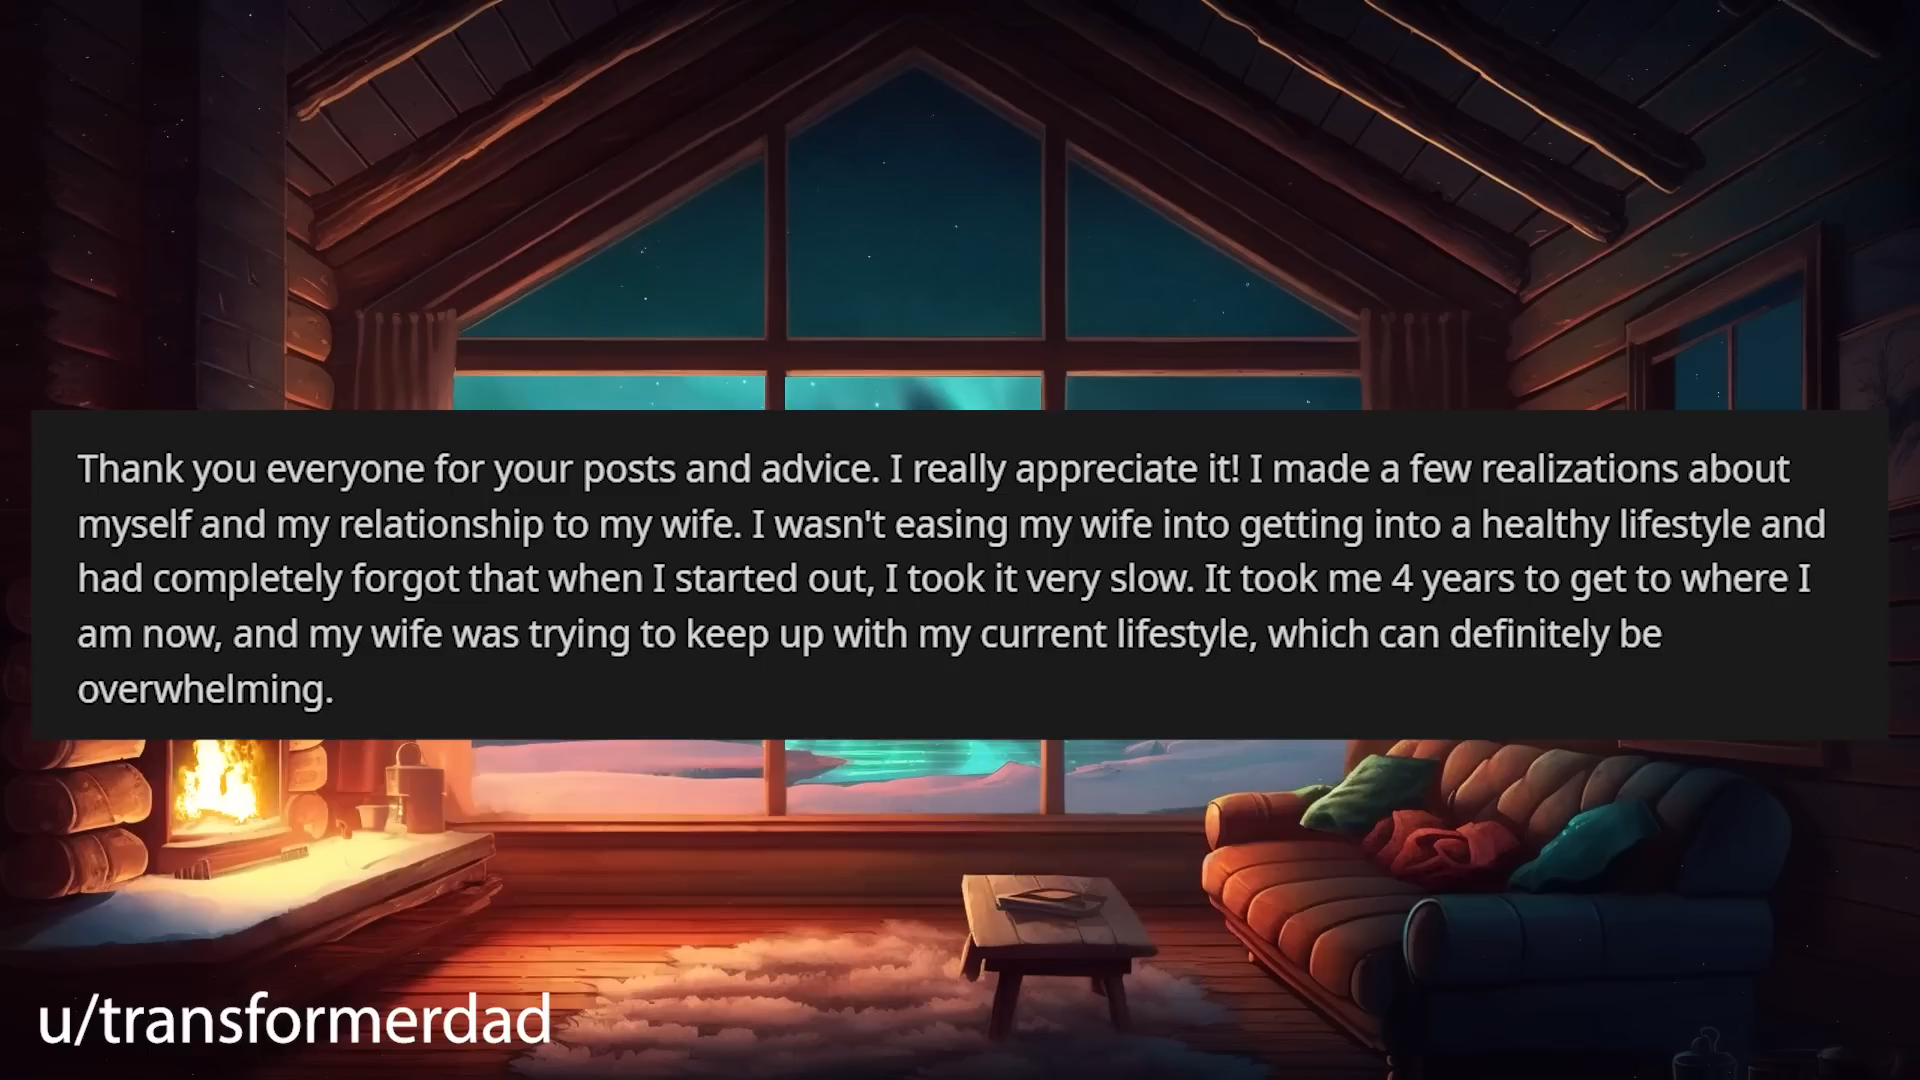 Thank you everyone for your posts and advice. I really appreciate it! I made a few realizations about
myself and my relationship to my wife. I wasn't easing my wife into getting into a healthy lifestyle and
had completely forgot that when I started out, I took it very slow. It took me 4 years to get to where I
am now, and my wife was trying to keep up with my current lifestyle, which can definitely be
overwhelming.
u/transformerdad